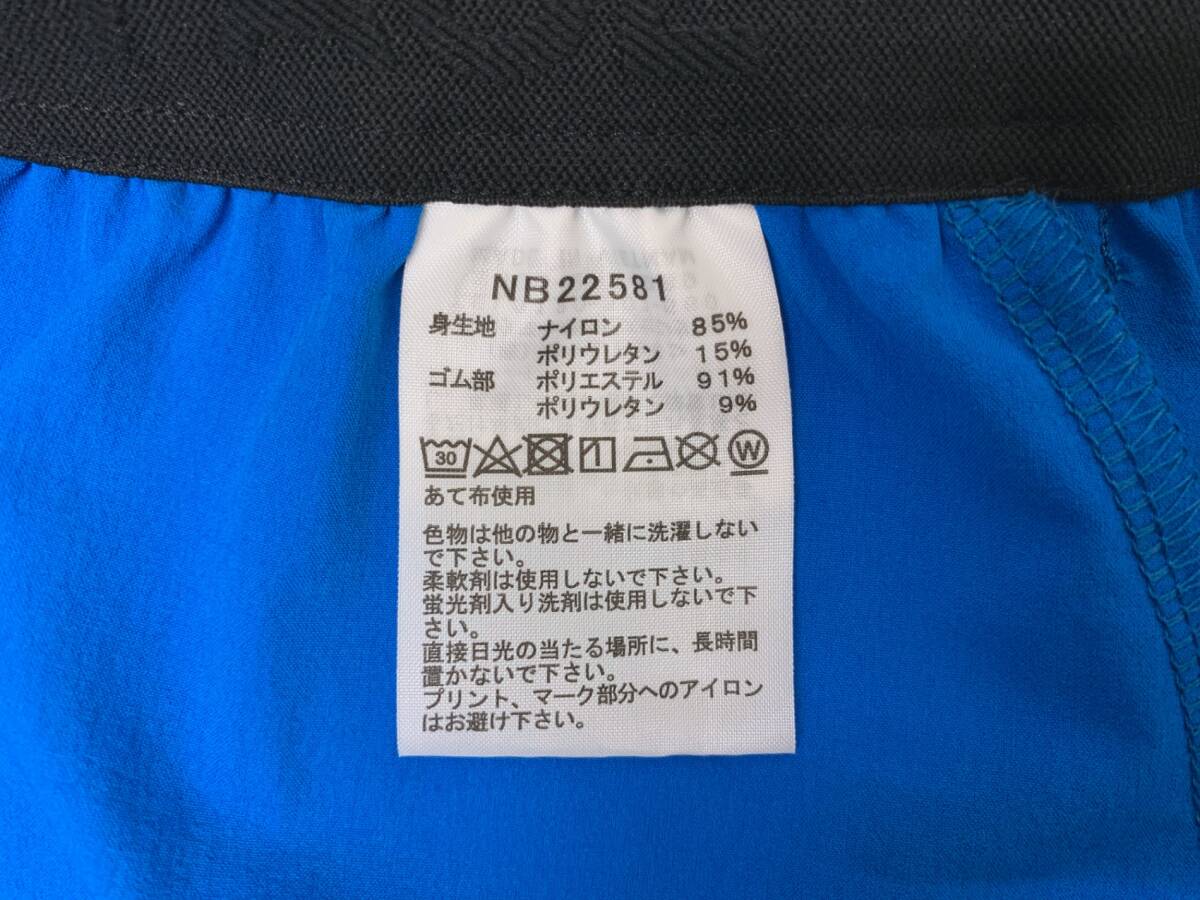 NB22581
身生地 ナイロン 85%
ポリウレタン 15%
ゴム部 ポリエステル 91%
ポリウレタン 9%
30 W
あて布使用
色物は他の物と一緒に洗濯しない
で下さい。
柔軟剤は使用しないで下さい。
蛍光剤入り洗剤は使用しないで下
さい。
直接日光の当たる場所に、長時間
置かないで下さい。
プリント、マーク部分へのアイロン
はお避け下さい。